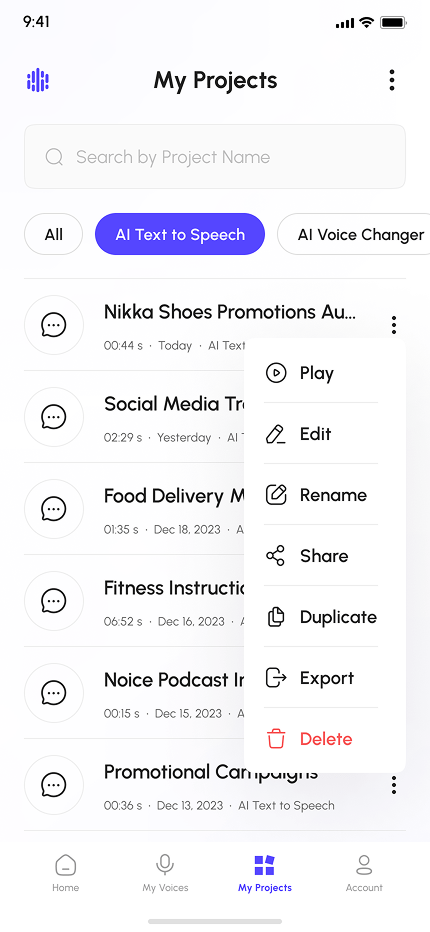 9:41
My Projects
Search by Project Name
All
AI Text to Speech
AI Voice Changer
Nikka Shoes Promotions Au...
00:44 s · Today · AI Text
Social Media
02:29 s · Yesterday · AI
Food Delivery
01:35 s · Dec 18, 2023
Fitness
06:52 s · Dec 16, 2023
Noice Podcast
00:15 s · Dec 15, 2023
Promotional Campaigns
00:36 s · Dec 13, 2023 · AI Text to Speech
Play
Edit
Rename
Share
Duplicate
Export
Delete
Home
My Voices
My Projects
Account